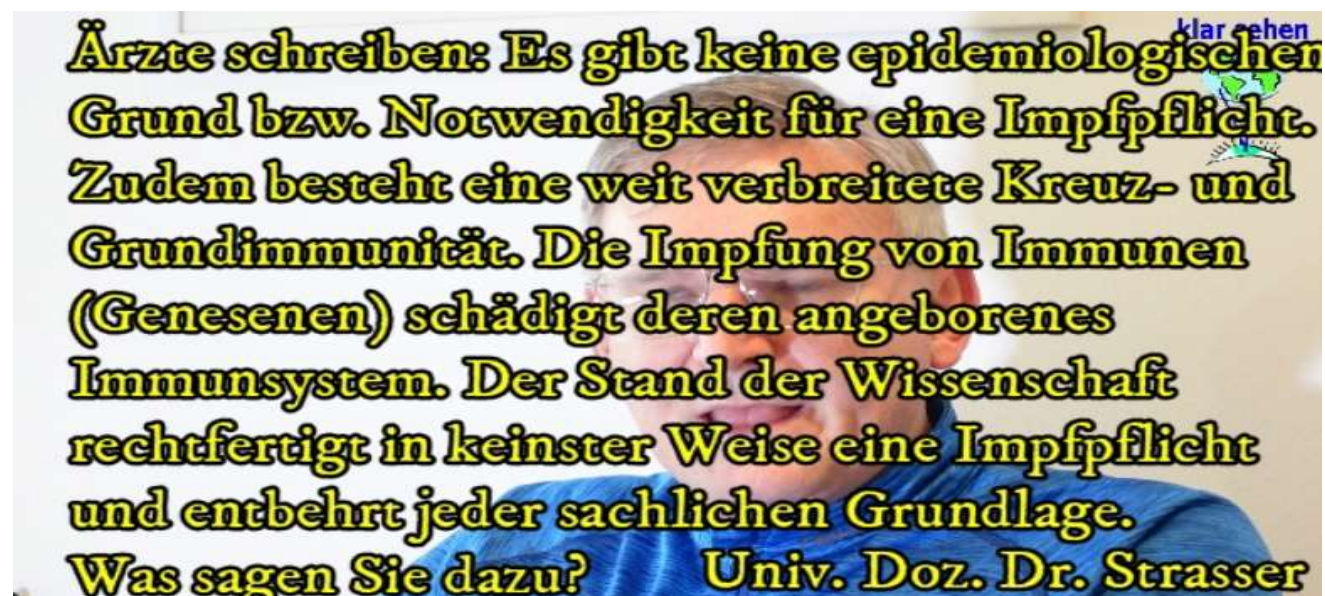 klar sehen
Ärzte schreiben: Es gibt keine epidemiologischen
Grund bzw. Notwendigkeit für eine Impfpflicht.
Zudem besteht eine weit verbreitete Kreuz- und
Grundimmunität. Die Impfung von Immunen
(Genesenen) schädigt deren angeborenes
Immunsystem. Der Stand der Wissenschaft
rechtfertigt in keinster Weise eine Impfpflicht
und entbehrt jeder sachlichen Grundlage.
Was sagen Sie dazu? Univ. Doz. Dr. Strasser